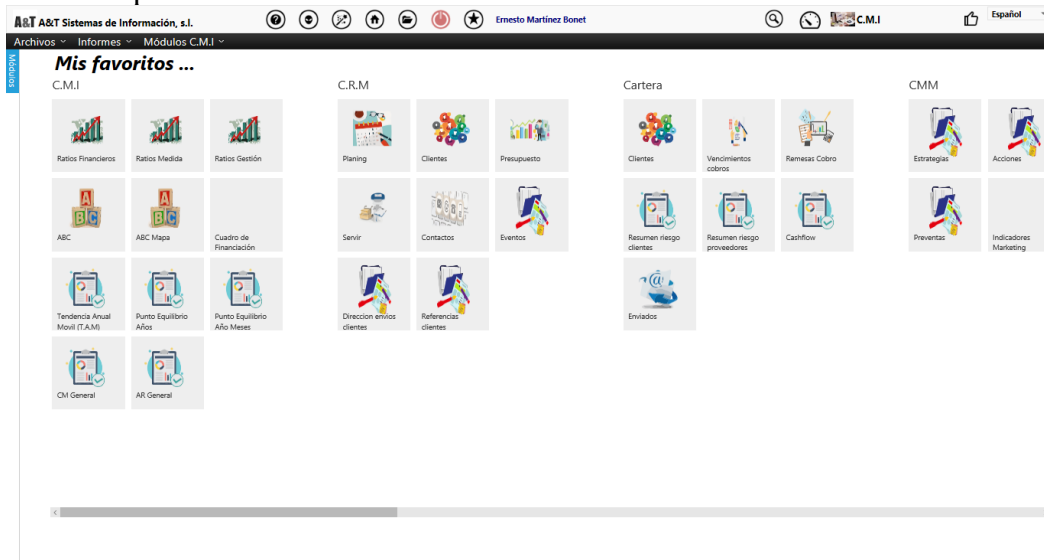 A&T A&T Sistemas de Información, s.l.
Ernesto Martínez Bonet
C.M.I
Español
Archivos Informes Módulos C.M.I
Módulos
Mis favoritos ...
C.M.I
C.R.M
Cartera
CMM
Ratios Financieros
Ratios Medida
Ratios Gestión
Planing
Clientes
Presupuesto
Clientes
Vencimientos
cobros
Remesas Cobro
Estrategias
Acciones
ABC
ABC Mapa
Cuadro de
Financiación
Servir
Contactos
Eventos
Resumen riesgo
clientes
Resumen riesgo
proveedores
Cashflow
Preventas
Indicadores
Marketing
Tendencia Anual
Movil (T.A.M)
Punto Equilibrio
Años
Punto Equilibrio
Año Meses
Direccion envios
clientes
Referencias
clientes
Enviados
CM General
AR General